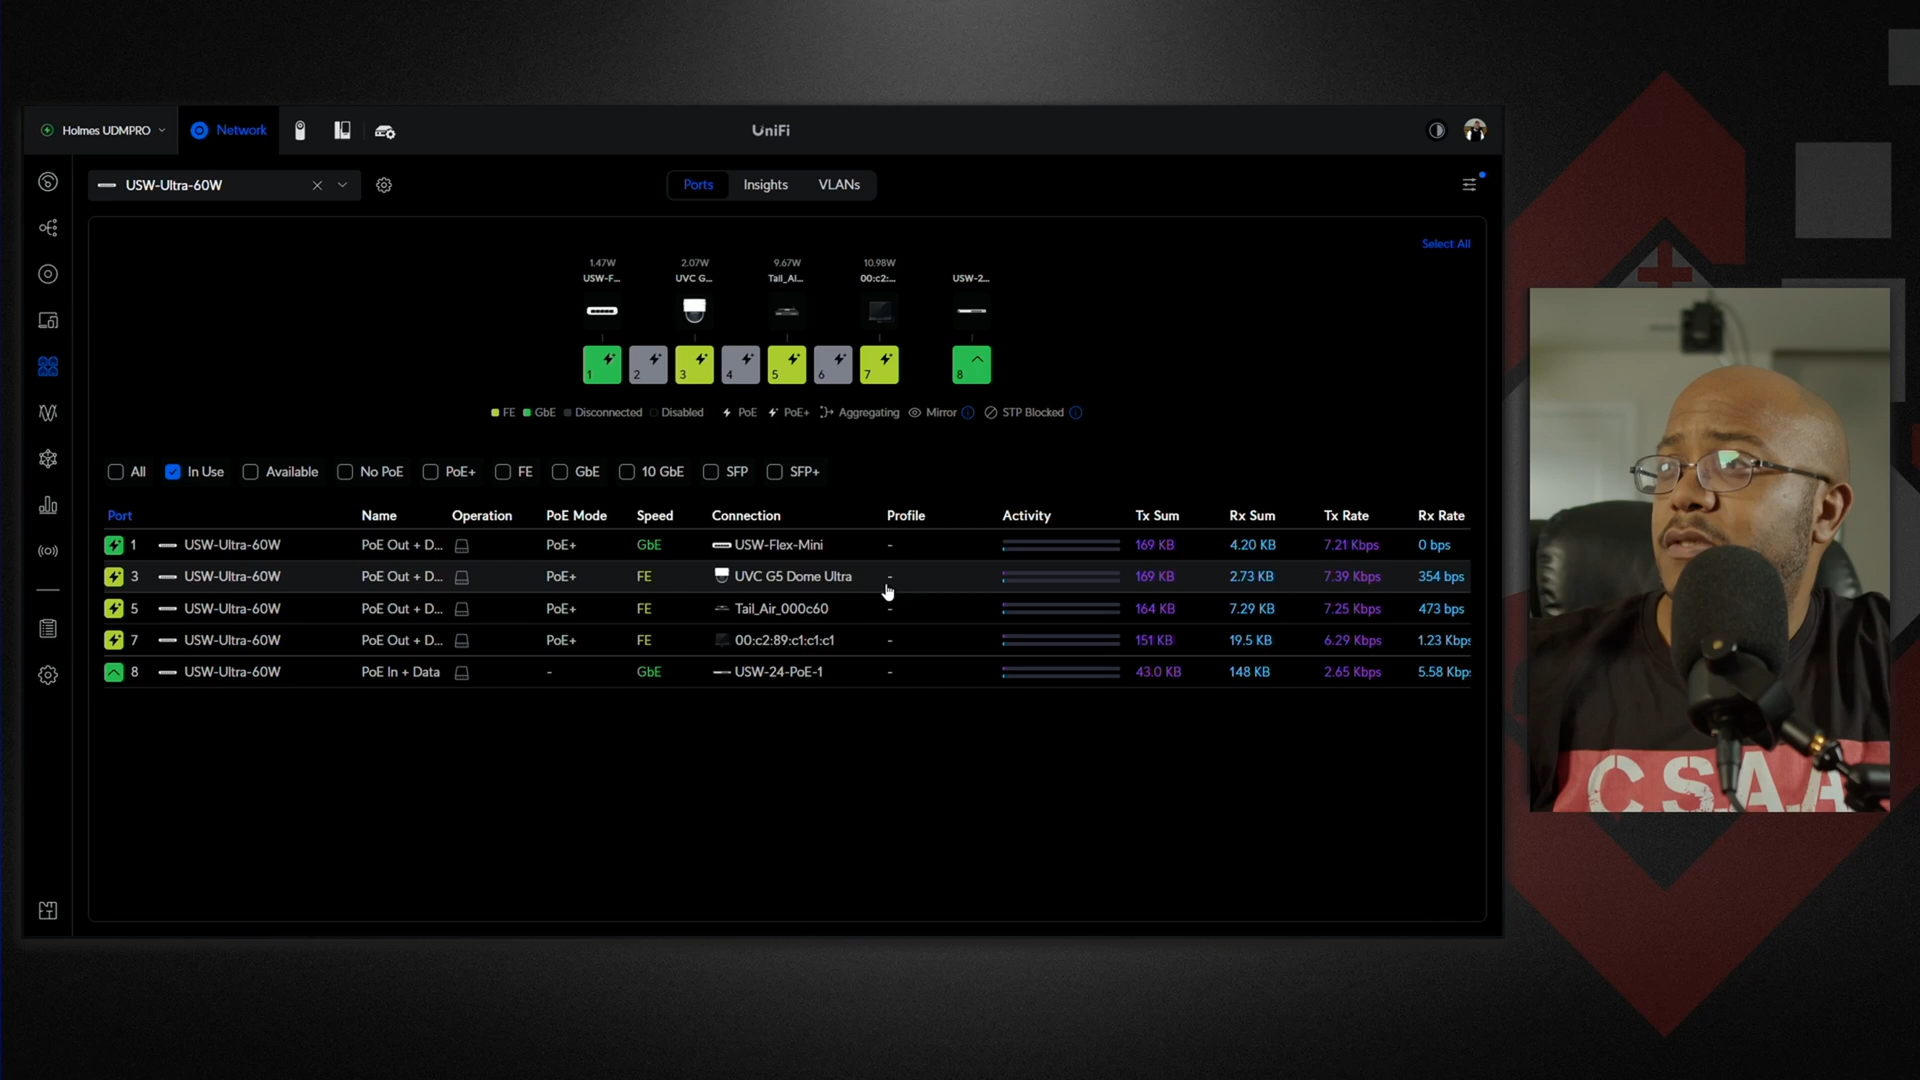 Holmes UDMPRO
Network
UniFi
USW-Ultra-60W
Ports Insights VLANs
Select All
1.47W 2.07W 9.67W 10.98W
USW-F... UVC G... Tail_Ai... 00:c2:... USW-2...
1 2 3 4 5 6 7 8
FE GbE Disconnected Disabled PoE PoE+ Aggregating Mirror STP Blocked
All In Use Available No PoE PoE+ FE GbE 10 GbE SFP SFP+
Port Name Operation PoE Mode Speed Connection Profile Activity Tx Sum Rx Sum Tx Rate Rx Rate
1 USW-Ultra-60W PoE Out + D... PoE+ GbE USW-Flex-Mini - 169 KB 4.20 KB 7.21 Kbps 0 bps
3 USW-Ultra-60W PoE Out + D... PoE+ FE UVC G5 Dome Ultra - 169 KB 2.73 KB 7.39 Kbps 354 bps
5 USW-Ultra-60W PoE Out + D... PoE+ FE Tail_Air_000c60 - 164 KB 7.29 KB 7.25 Kbps 473 bps
7 USW-Ultra-60W PoE Out + D... PoE+ FE 00:c2:89:c1:c1:c1 - 151 KB 19.5 KB 6.29 Kbps 1.23 Kbps
8 USW-Ultra-60W PoE In + Data - GbE USW-24-PoE-1 - 43.0 KB 148 KB 2.65 Kbps 5.58 Kbps
C.S.A.A